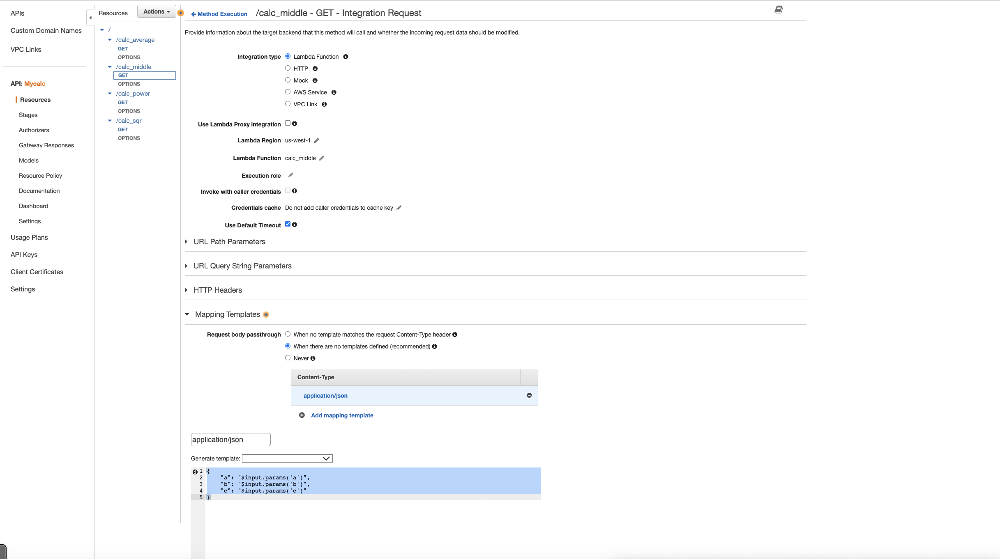 APIs
Custom Domain Names
VPC Links
API: Mycalc
Resources
Stages
Authorizers
Gateway Responses
Models
Resource Policy
Documentation
Dashboard
Settings
Usage Plans
API Keys
Client Certificates
Settings
Resources
Actions
/
/calc_average
GET
OPTIONS
/calc_middle
GET
OPTIONS
/calc_power
GET
OPTIONS
/calc_sqr
GET
OPTIONS
Method Execution /calc_middle - GET - Integration Request
Provide information about the target backend that this method will call and whether the incoming request data should be modified.
Integration type Lambda Function
HTTP
Mock
AWS Service
VPC Link
Use Lambda Proxy integration
Lambda Region us-west-1
Lambda Function calc_middle
Execution role
Invoke with caller credentials
Credentials cache Do not add caller credentials to cache key
Use Default Timeout
URL Path Parameters
URL Query String Parameters
HTTP Headers
Mapping Templates
Request body passthrough When no template matches the request Content-Type header
When there are no templates defined (recommended)
Never
Content-Type
application/json
Add mapping template
application/json
Generate template:
1 {
2 "a": "$input.params('a')",
3 "b": "$input.params('b')",
4 "c": "$input.params('c')"
5 }